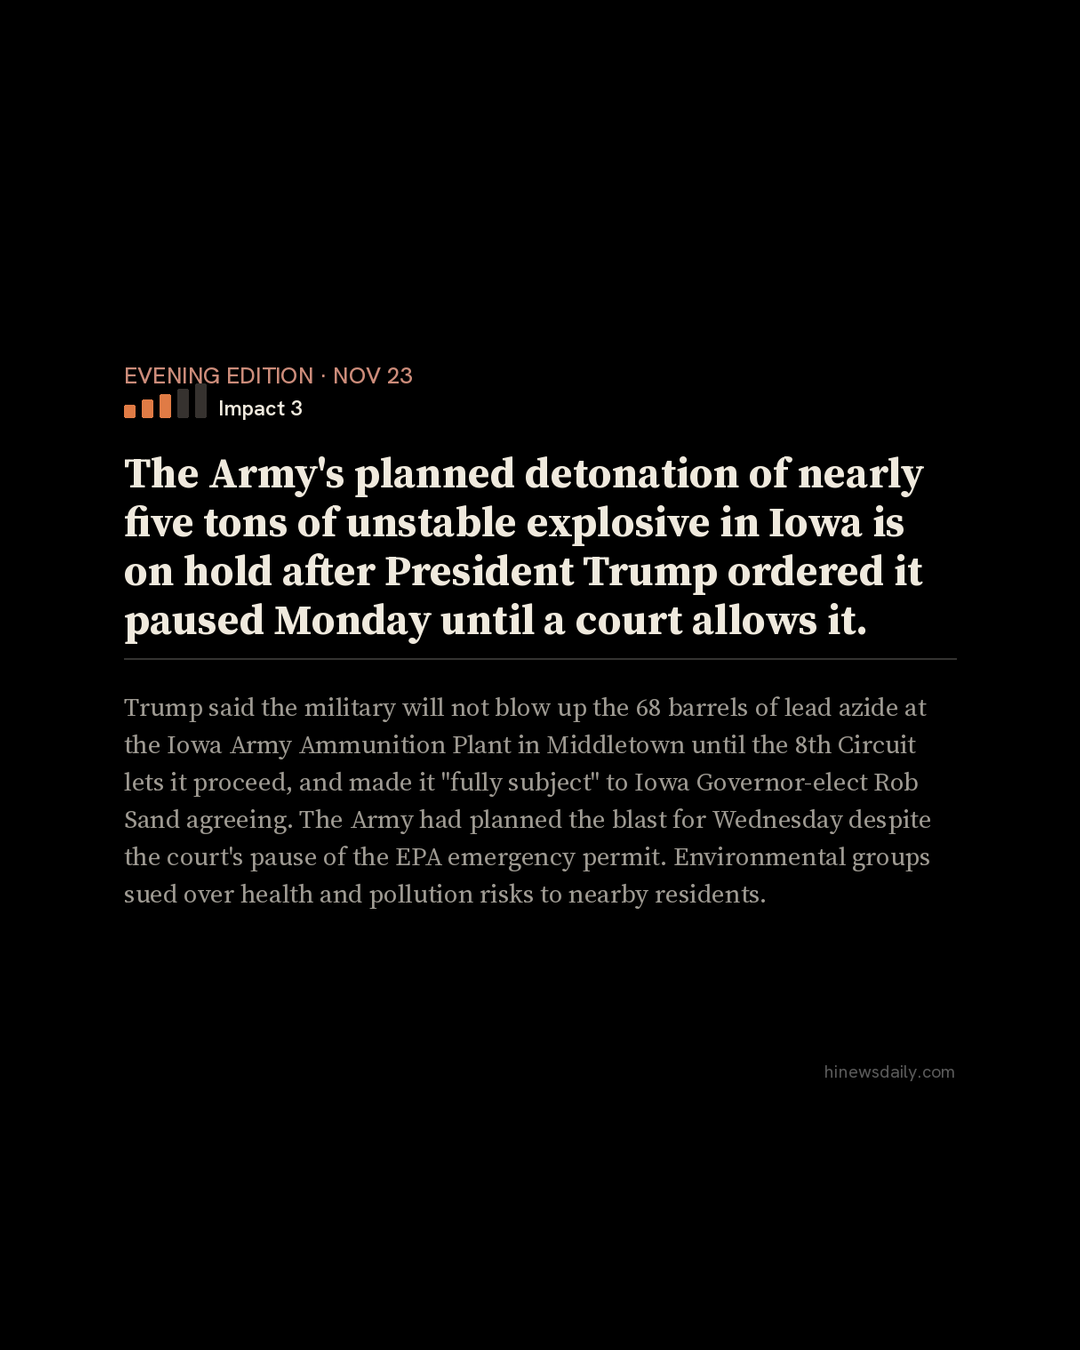 EVENING EDITION · NOV 23
Impact 3
The Army's planned detonation of nearly
five tons of unstable explosive in Iowa is
on hold after President Trump ordered it
paused Monday until a court allows it.
Trump said the military will not blow up the 68 barrels of lead azide at
the Iowa Army Ammunition Plant in Middletown until the 8th Circuit
lets it proceed, and made it "fully subject" to Iowa Governor-elect Rob
Sand agreeing. The Army had planned the blast for Wednesday despite
the court's pause of the EPA emergency permit. Environmental groups
sued over health and pollution risks to nearby residents.
hinewsdaily.com